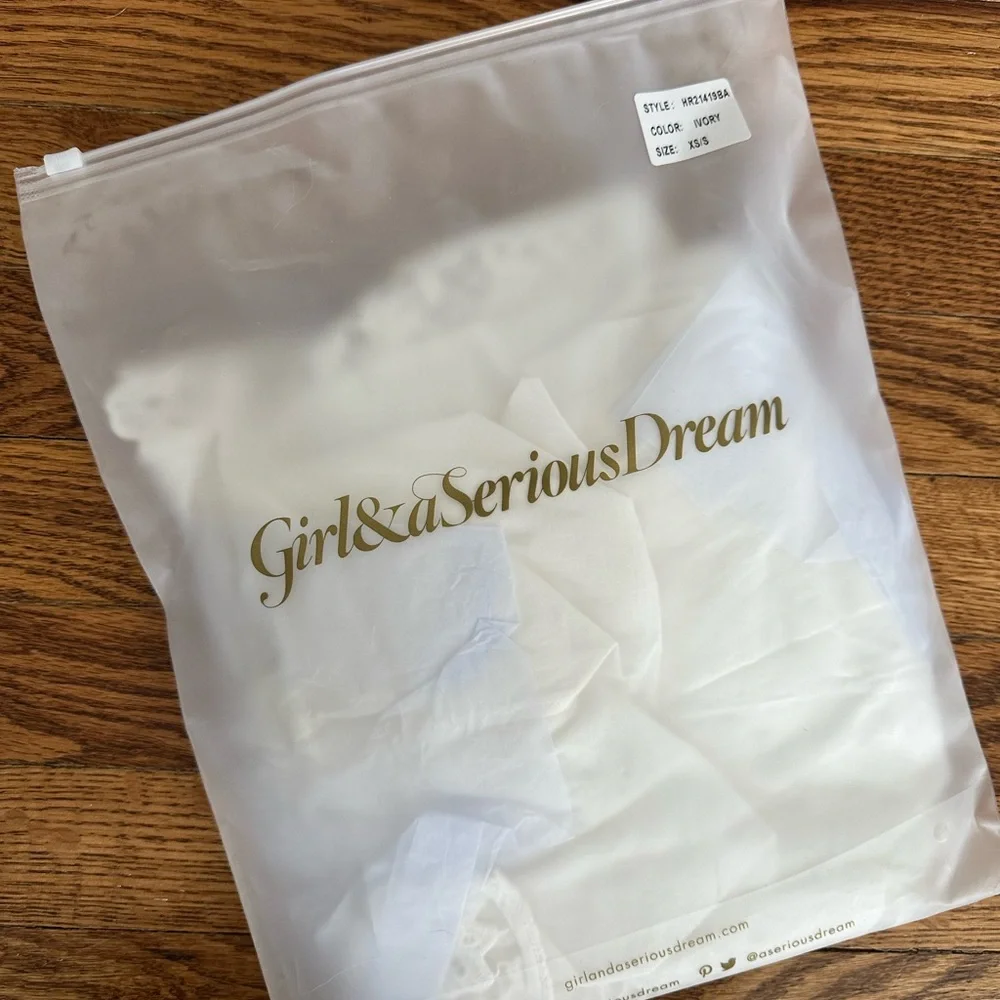 STYLE: HR21419BA
COLOR: IVORY
SIZE: XS/S
Girl&aSeriousDream
girlandaseriousdream.com
@aseriousdream